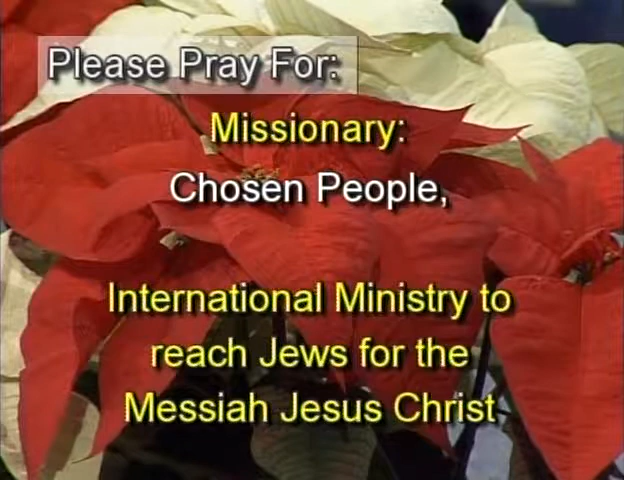 Please Pray For:
Missionary:
Chosen People,
International Ministry to
reach Jews for the
Messiah Jesus Christ